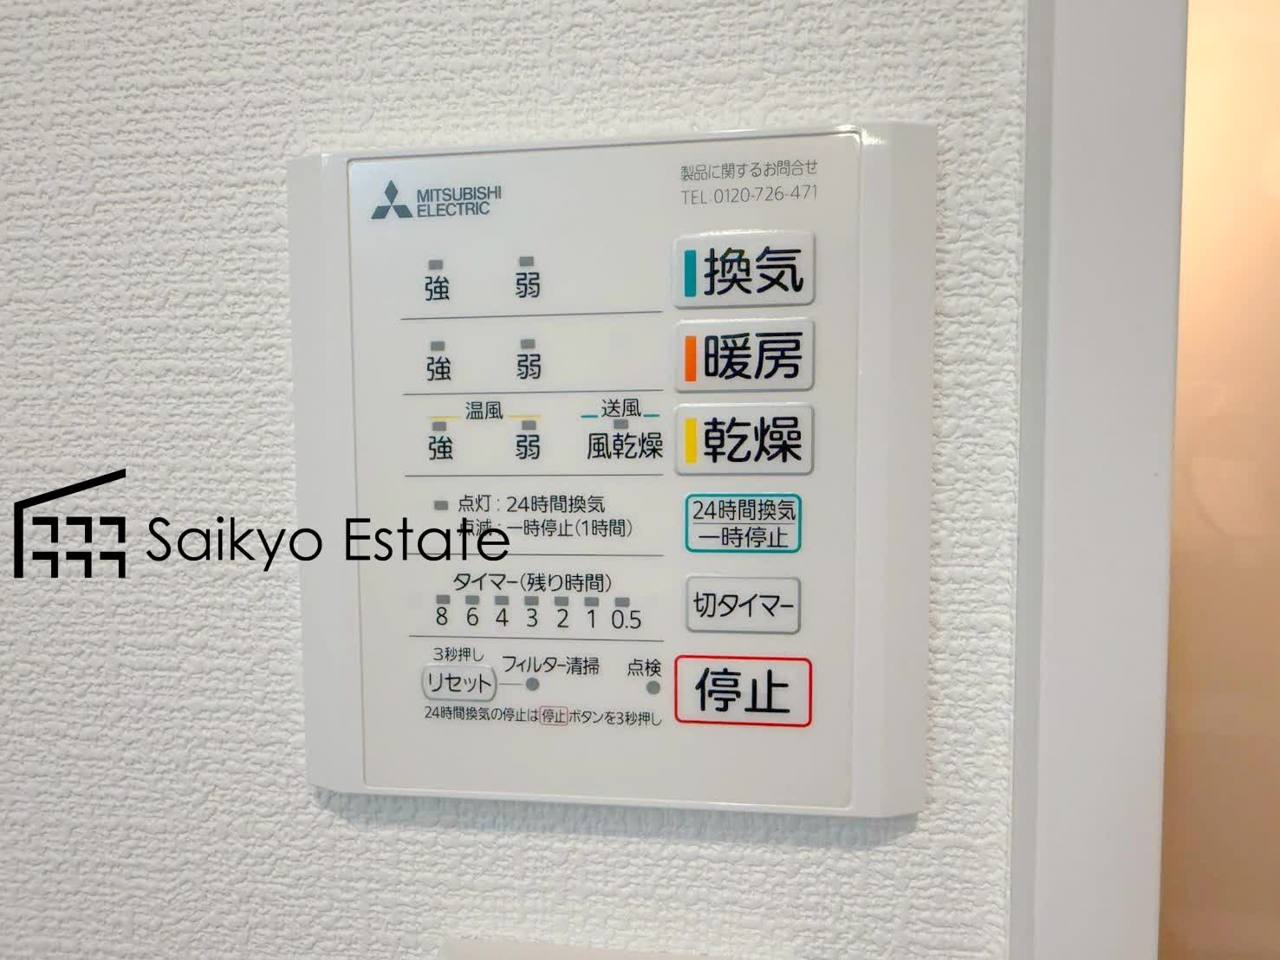 MITSUBISHI
ELECTRIC
製品に関するお問合せ
TEL:0120-726-471
強 弱 換気
強 弱 暖房
温風 送風
強 弱 風乾燥 乾燥
点灯：24時間換気
点滅：一時停止(1時間)
24時間換気
一時停止
Saikyo Estate
タイマー(残り時間)
8 6 4 3 2 1 0.5
切タイマー
3秒押し
リセット フィルター清掃 点検
停止
24時間換気の停止は停止ボタンを3秒押し